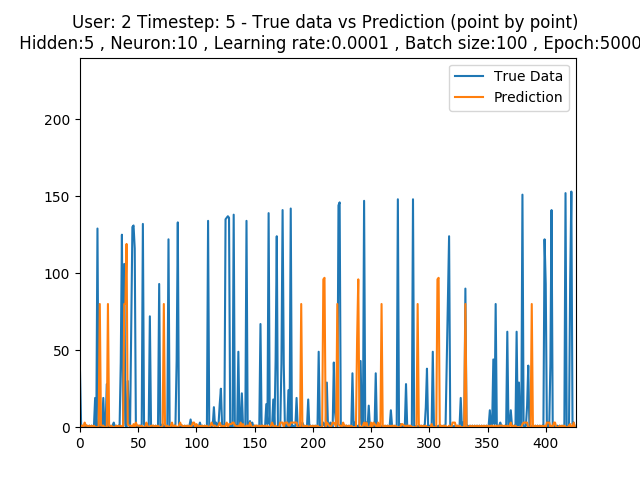 User: 2 Timestep: 5 - True data vs Prediction (point by point)
Hidden:5 , Neuron:10 , Learning rate:0.0001 , Batch size:100 , Epoch:5000
True Data
Prediction
200
150
100
50
0
0 50 100 150 200 250 300 350 400